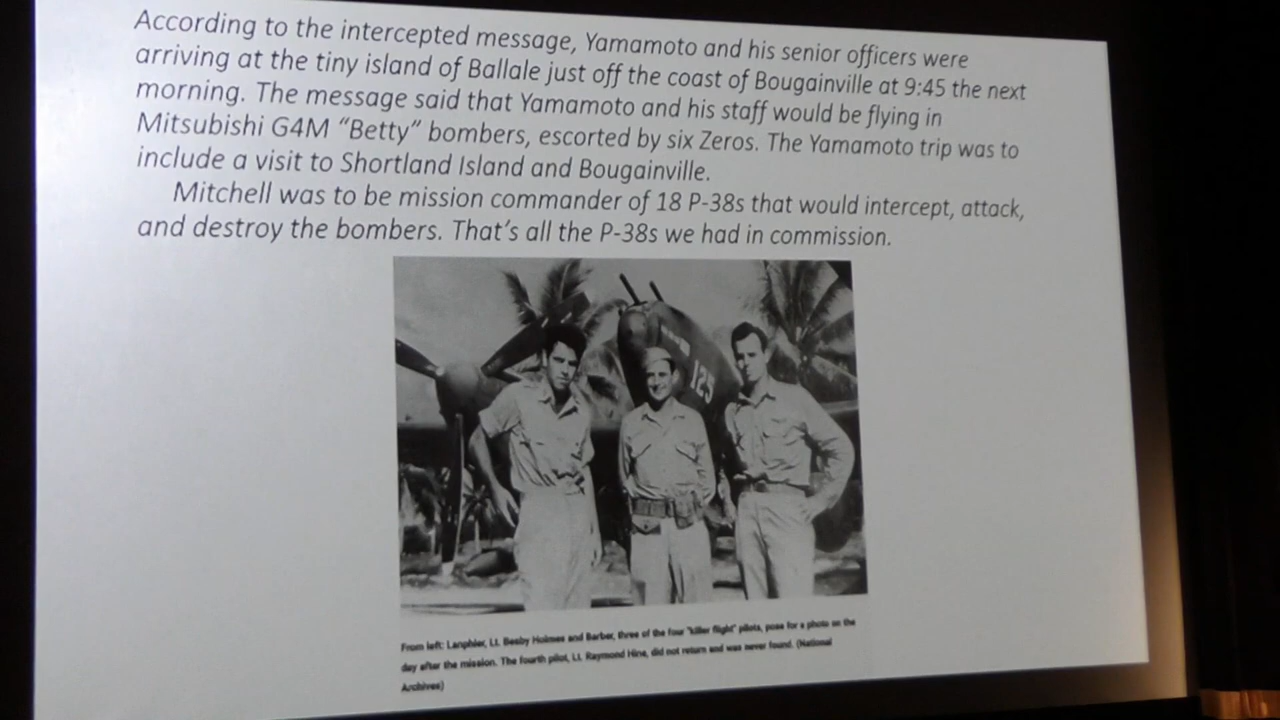 According to the intercepted message, Yamamoto and his senior officers were
arriving at the tiny island of Ballale just off the coast of Bougainville at 9:45 the next
morning. The message said that Yamamoto and his staff would be flying in
Mitsubishi G4M “Betty” bombers, escorted by six Zeros. The Yamamoto trip was to
include a visit to Shortland Island and Bougainville.
Mitchell was to be mission commander of 18 P-38s that would intercept, attack,
and destroy the bombers. That’s all the P-38s we had in commission.
125
From left: Lanphier, Lt. Besby Holmes and Barber, three of the four "killer flight" pilots, pose for a photo on the
day after the mission. The fourth pilot, Lt. Raymond Hine, did not return and was never found. (National
Archives)